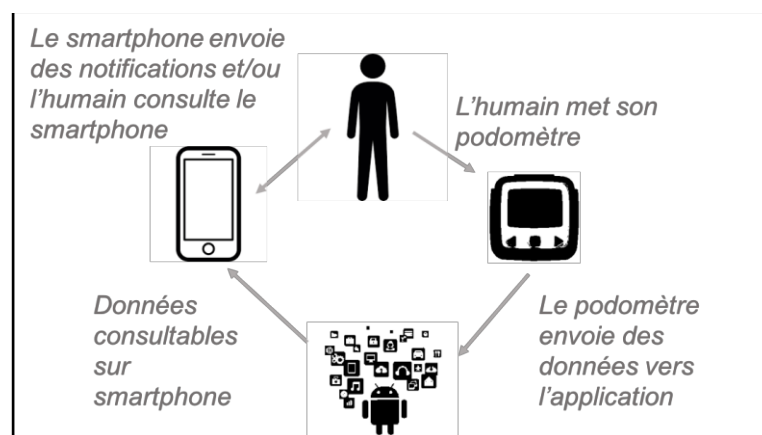 Le smartphone envoie
des notifications et/ou
l'humain consulte le
smartphone
L'humain met son
podomètre
Données
consultables
sur
smartphone
Le podomètre
envoie des
données vers
l'application